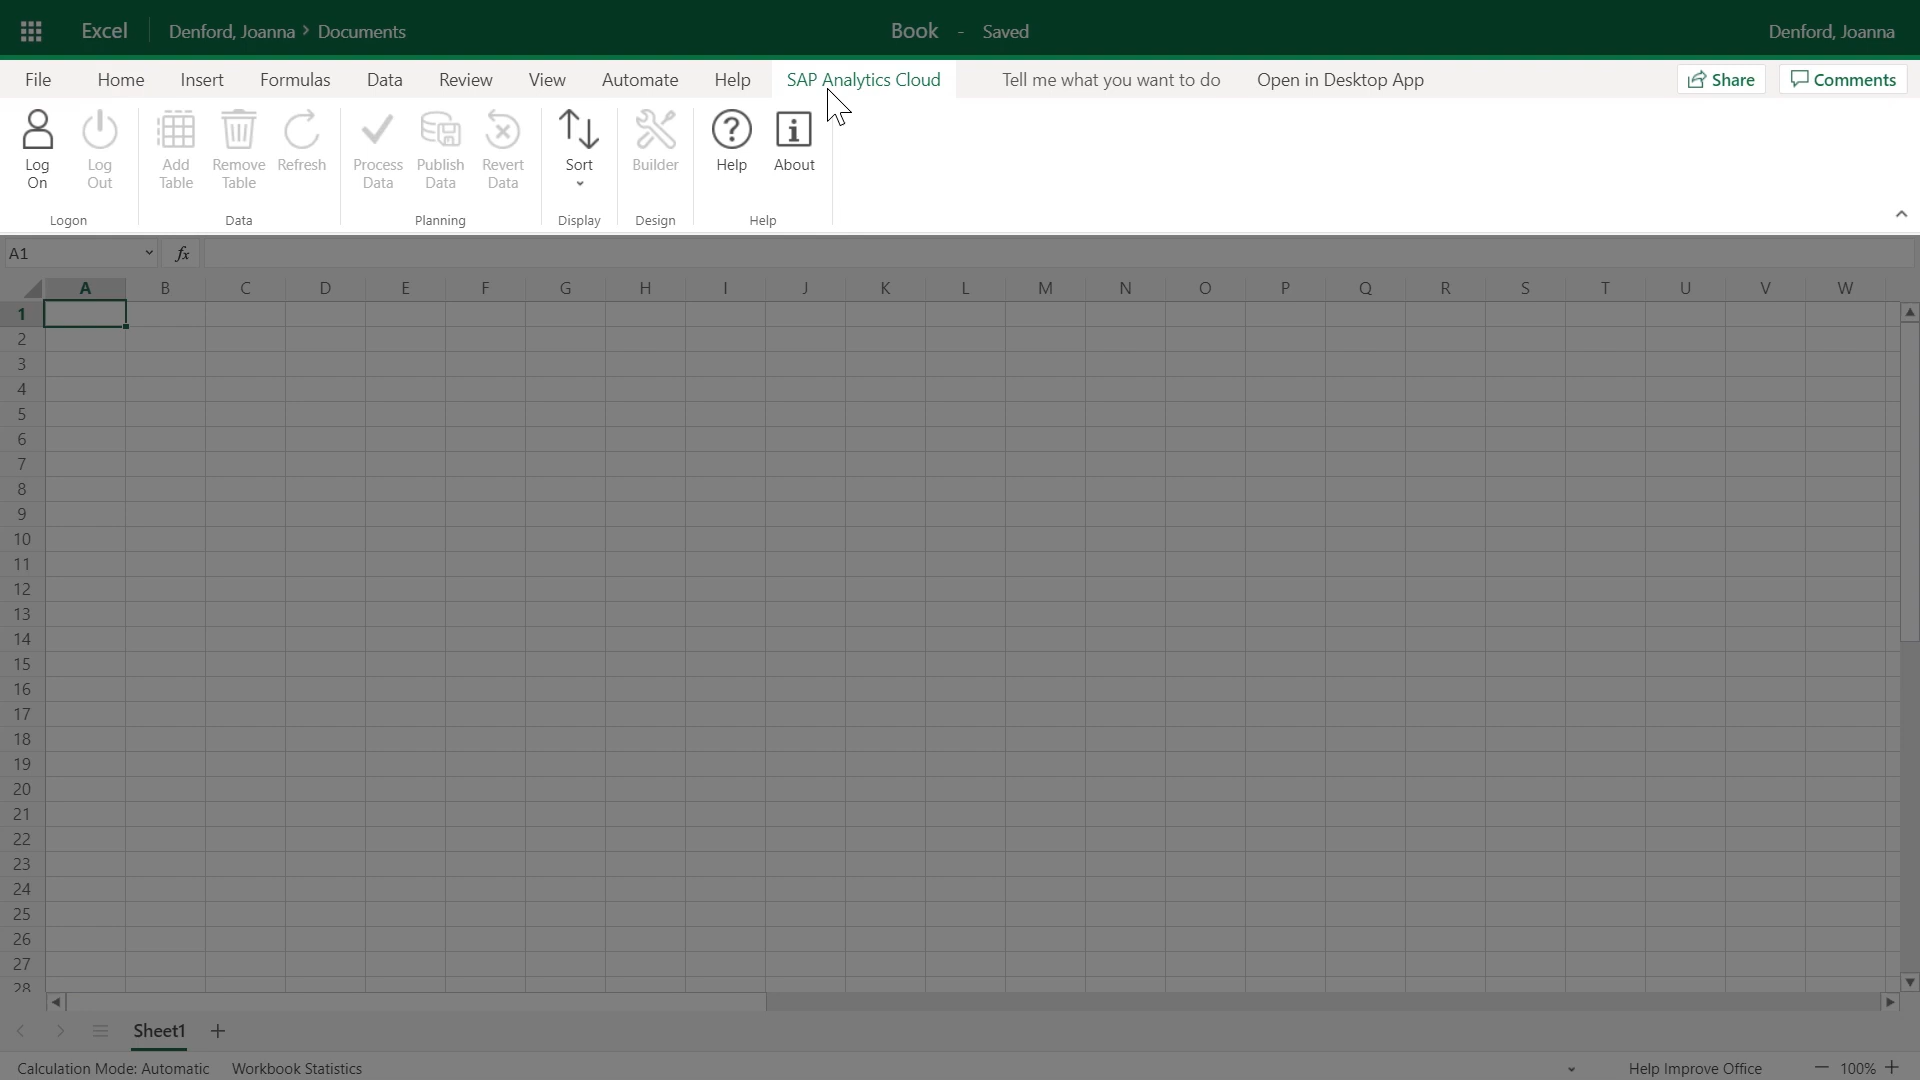 Excel Denford, Joanna > Documents Book - Saved Denford, Joanna
File Home Insert Formulas Data Review View Automate Help SAP Analytics Cloud Tell me what you want to do Open in Desktop App Share Comments
Log On
Log Out
Add Table
Remove Table
Refresh
Process Data
Publish Data
Revert Data
Sort
Builder
Help
About
Logon Data Planning Display Design Help
A1 fx
A B C D E F G H I J K L M N O P Q R S T U V W
1
2
3
4
5
6
7
8
9
10
11
12
13
14
15
16
17
18
19
20
21
22
23
24
25
26
27
28
Sheet1
Calculation Mode: Automatic Workbook Statistics Help Improve Office 100%